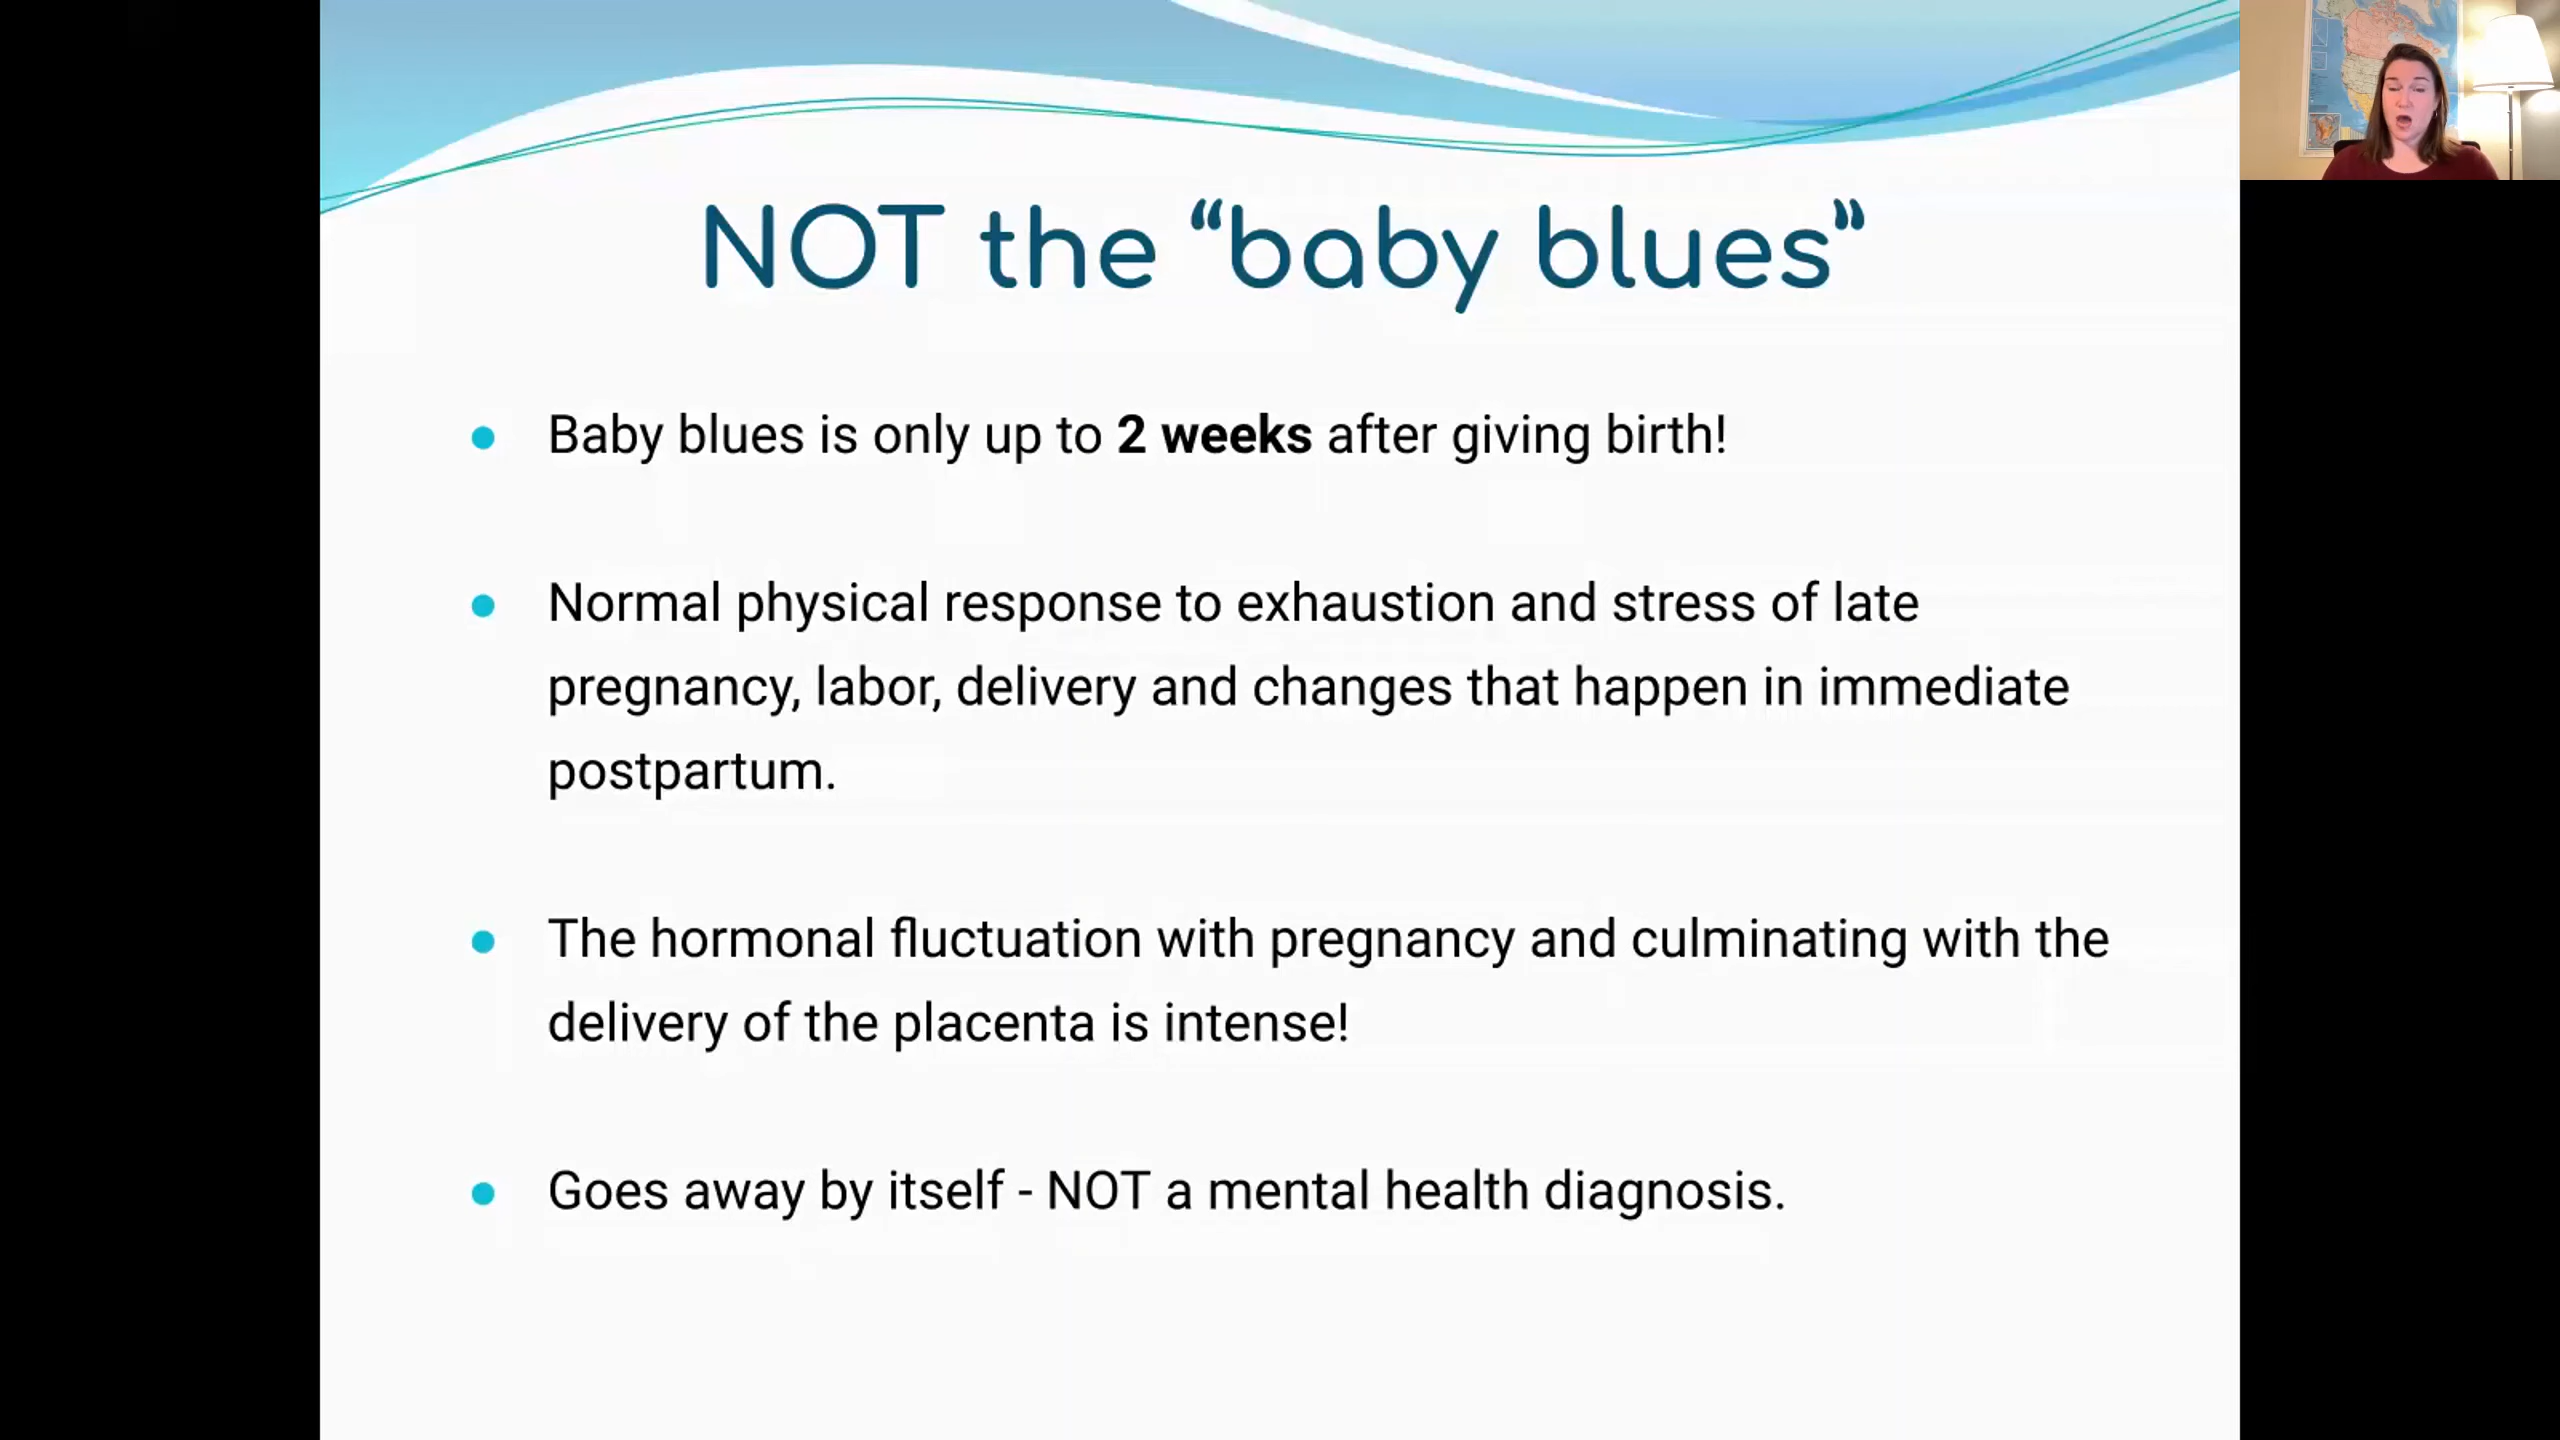 NOT the “baby blues”
Baby blues is only up to 2 weeks after giving birth!
Normal physical response to exhaustion and stress of late
pregnancy, labor, delivery and changes that happen in immediate
postpartum.
The hormonal fluctuation with pregnancy and culminating with the
delivery of the placenta is intense!
Goes away by itself - NOT a mental health diagnosis.